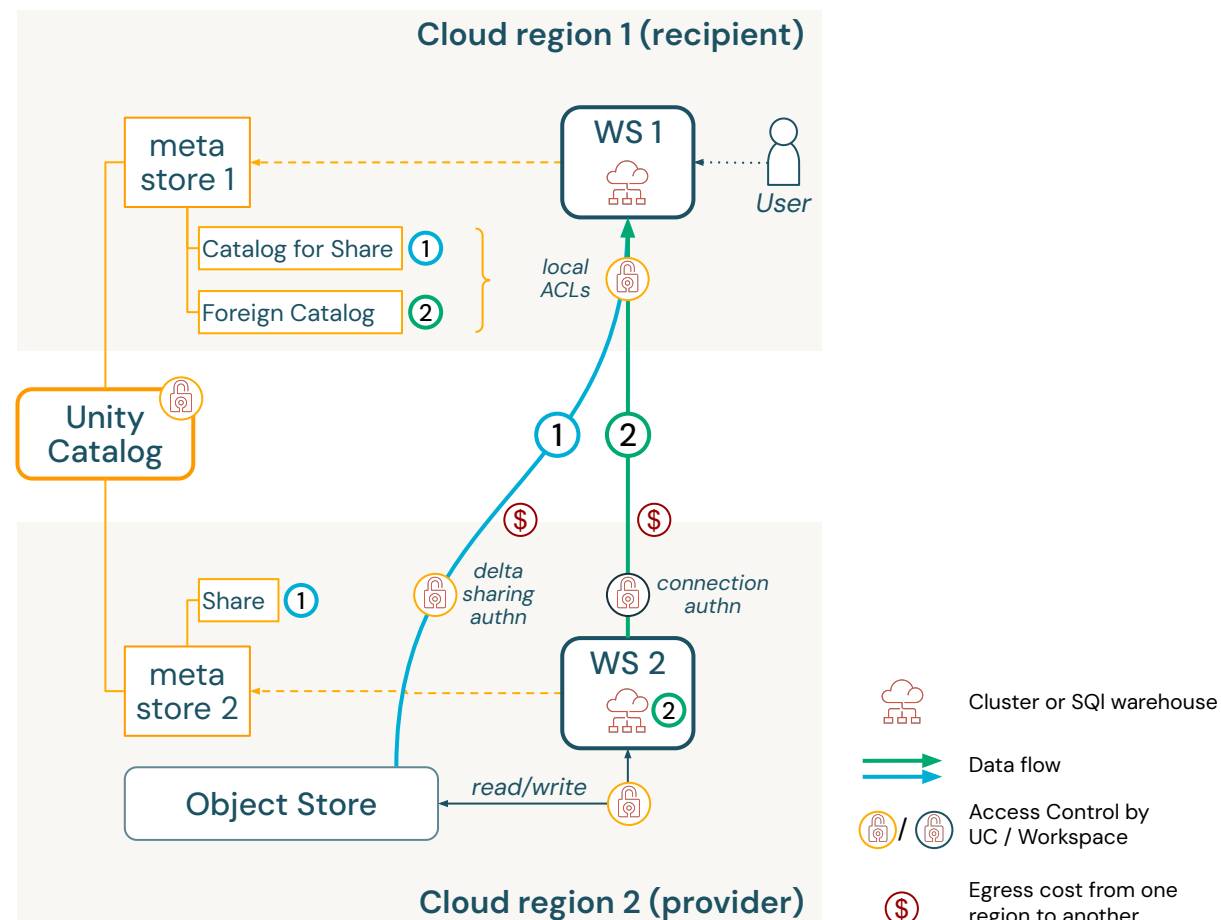 Cloud region 1 (recipient)
meta
store 1
WS 1
User
Catalog for Share
1
Foreign Catalog
2
local
ACLs
Unity
Catalog
1
2
$
$
delta
sharing
authn
connection
authn
Share
1
meta
store 2
WS 2
2
Object Store
read/write
Cloud region 2 (provider)
Cluster or SQl warehouse
Data flow
/
Access Control by
UC / Workspace
$
Egress cost from one
region to another